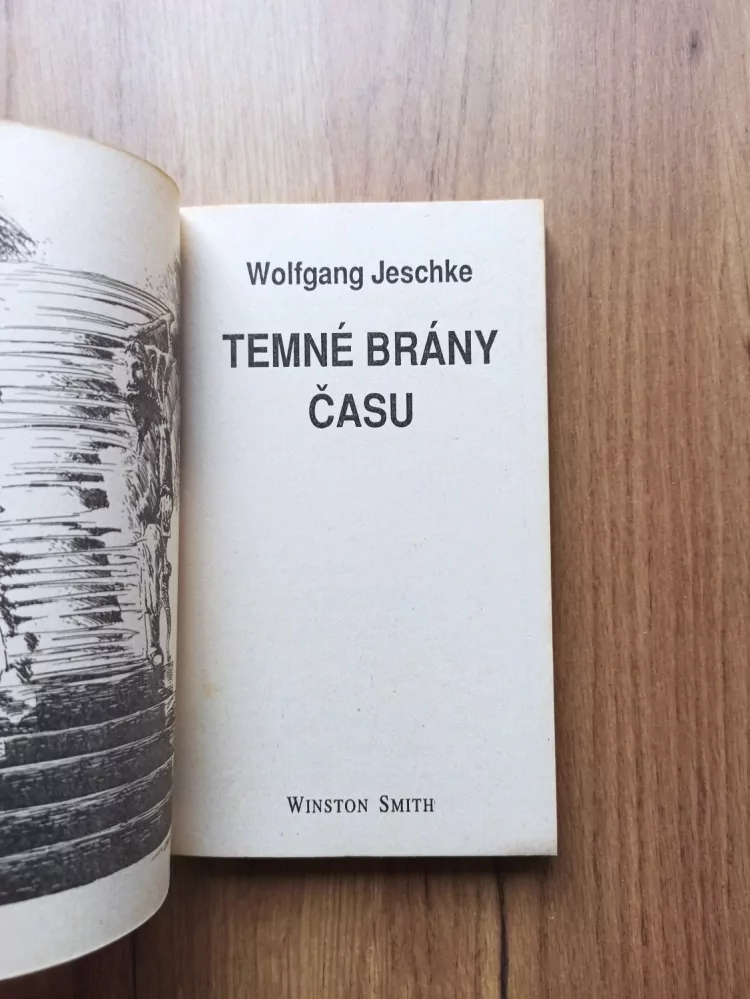 Wolfgang Jeschke
TEMNÉ BRÁNY
ČASU
WINSTON SMITH